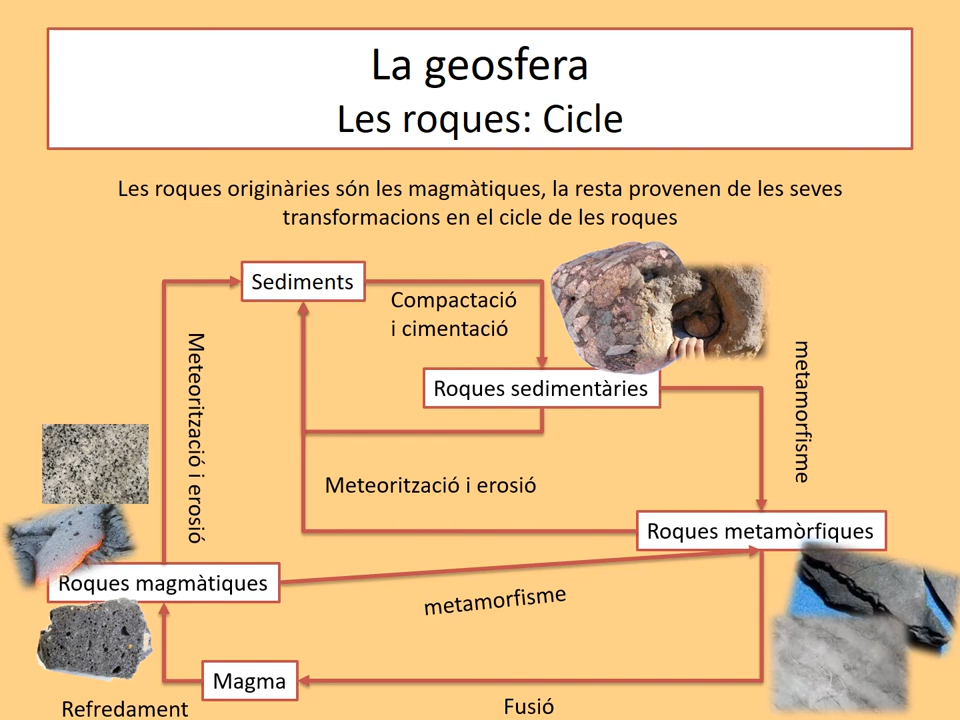 La geosfera
Les roques: Cicle
Les roques originàries són les magmàtiques, la resta provenen de les seves
transformacions en el cicle de les roques
Sediments
Compactació
i cimentació
Meteorització i erosió
metamorfisme
Roques sedimentàries
Meteorització i erosió
Roques metamòrfiques
Roques magmàtiques
metamorfisme
Magma
Refredament
Fusió